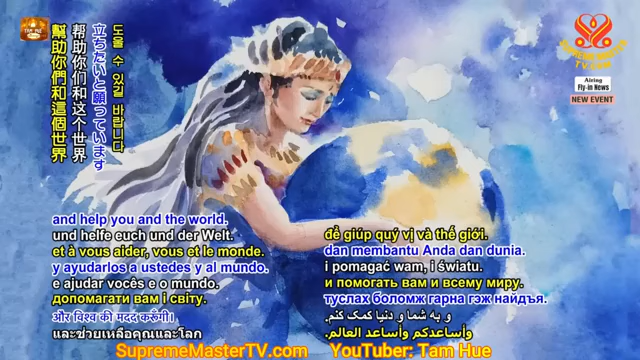 幫助你們和這個世界
帮助你们和这个世界
立ちたいと願っています
도울 수 있길 바랍니다
SUPREME MASTER
TV.com
Airing
Fly-in News
NEW EVENT
and help you and the world.
und helfe euch und der Welt.
et à vous aider, vous et le monde.
y ayudarlos a ustedes y al mundo.
e ajudar vocês e o mundo.
допомагати вам і світу.
और विश्व की मदद करूँगी।
และช่วยเหลือคุณและโลก
để giúp quý vị và thế giới.
dan membantu Anda dan dunia.
i pomagać wam, i światu.
и помогать вам и всему миру.
туслах боломж гарна гэж найдъя.
و به شما و دنیا کمک کنم.
وأساعدكم وأساعد العالم.
SupremeMasterTV.com
YouTuber: Tam Hue